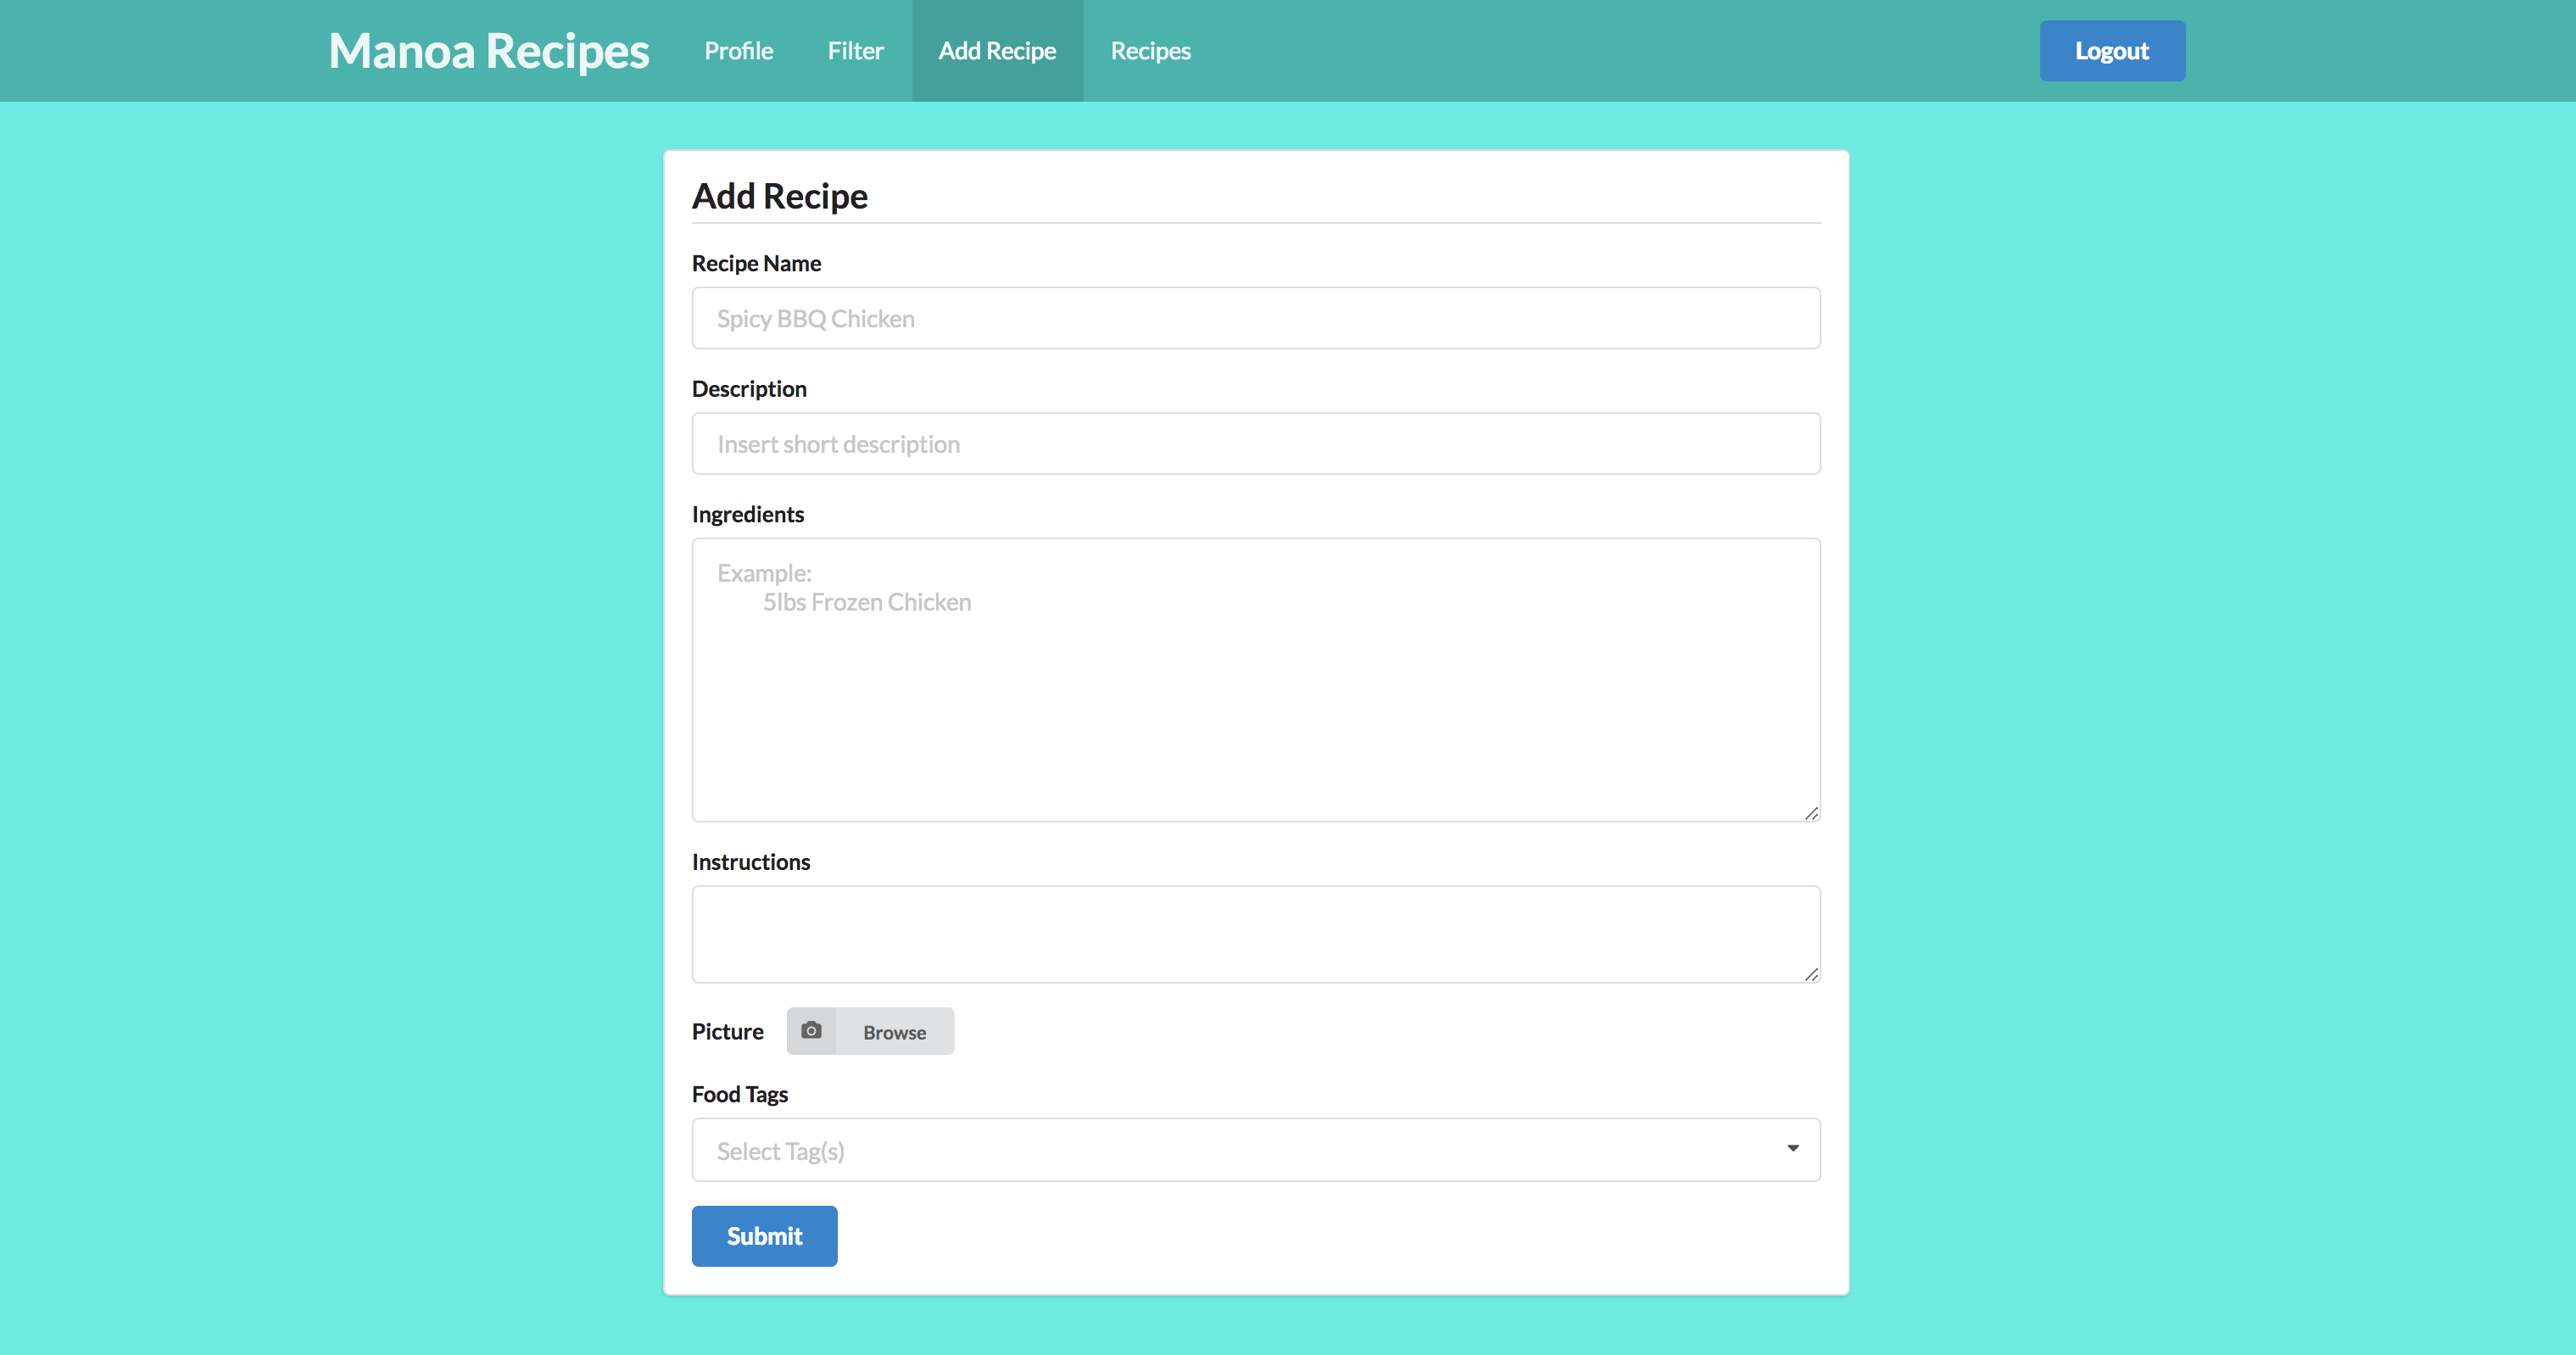 Manoa Recipes Profile Filter Add Recipe Recipes Logout
Add Recipe
Recipe Name
Spicy BBQ Chicken
Description
Insert short description
Ingredients
Example:
5lbs Frozen Chicken
Instructions
Picture Browse
Food Tags
Select Tag(s)
Submit